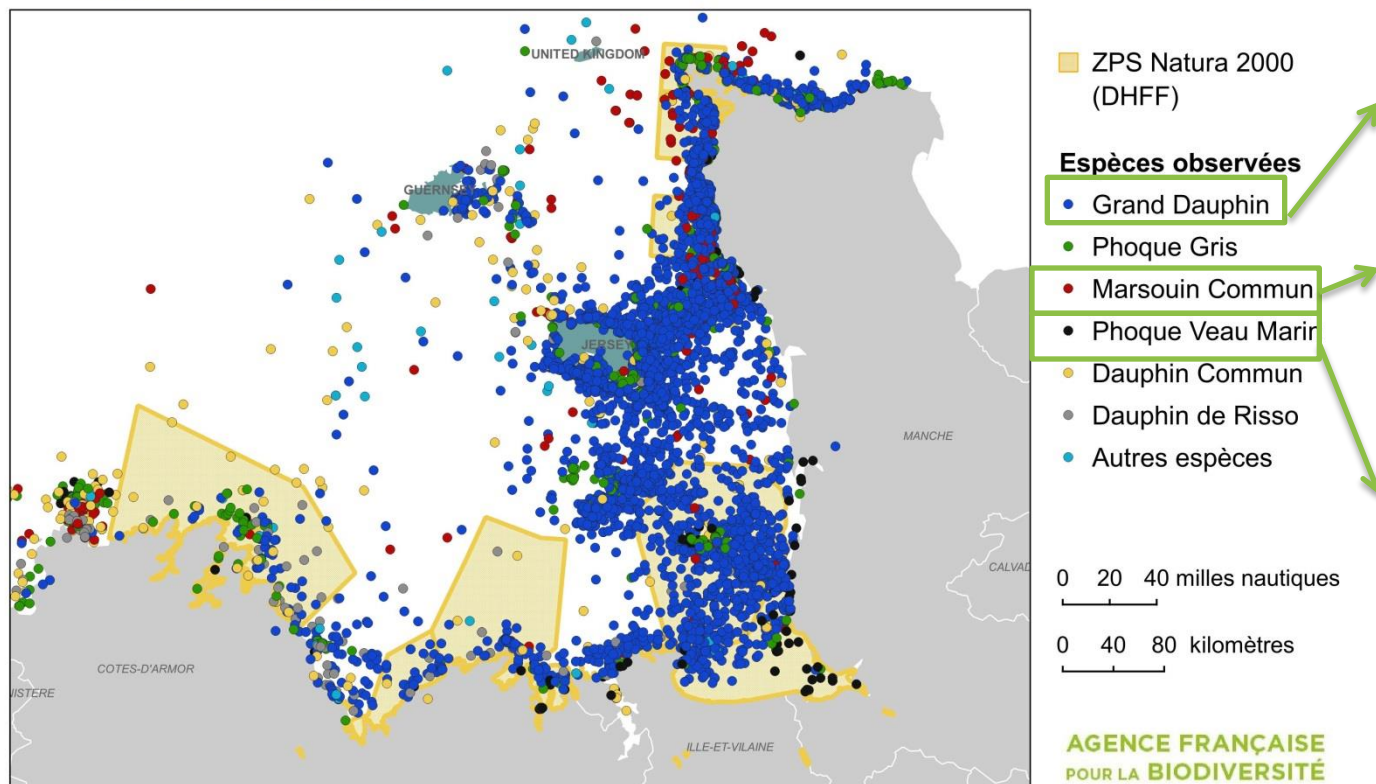 UNITED KINGDOM
GUERNSEY
JERSEY
MANCHE
CALVAD
COTES-D'ARMOR
NISTERE
ILLE-ET-VILAINE
ZPS Natura 2000
(DHFF)
Espèces observées
Grand Dauphin
Phoque Gris
Marsouin Commun
Phoque Veau Marin
Dauphin Commun
Dauphin de Risso
Autres espèces
0 20 40 milles nautiques
0 40 80 kilomètres
AGENCE FRANÇAISE
POUR LA BIODIVERSITÉ